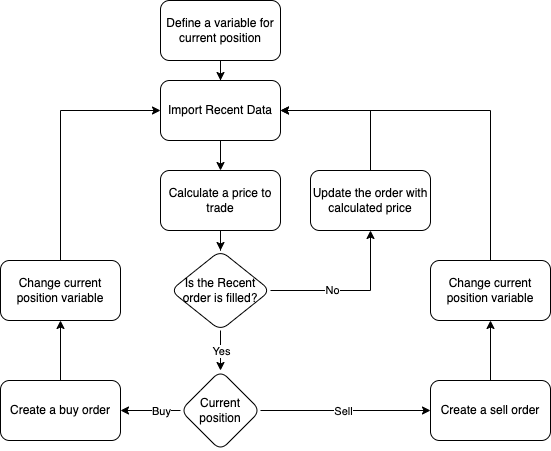 Define a variable for
current position
Import Recent Data
Calculate a price to
trade
Update the order with
calculated price
Is the Recent
order is filled?
No
Change current
position variable
Change current
position variable
Yes
Create a buy order
Buy
Current
position
Sell
Create a sell order